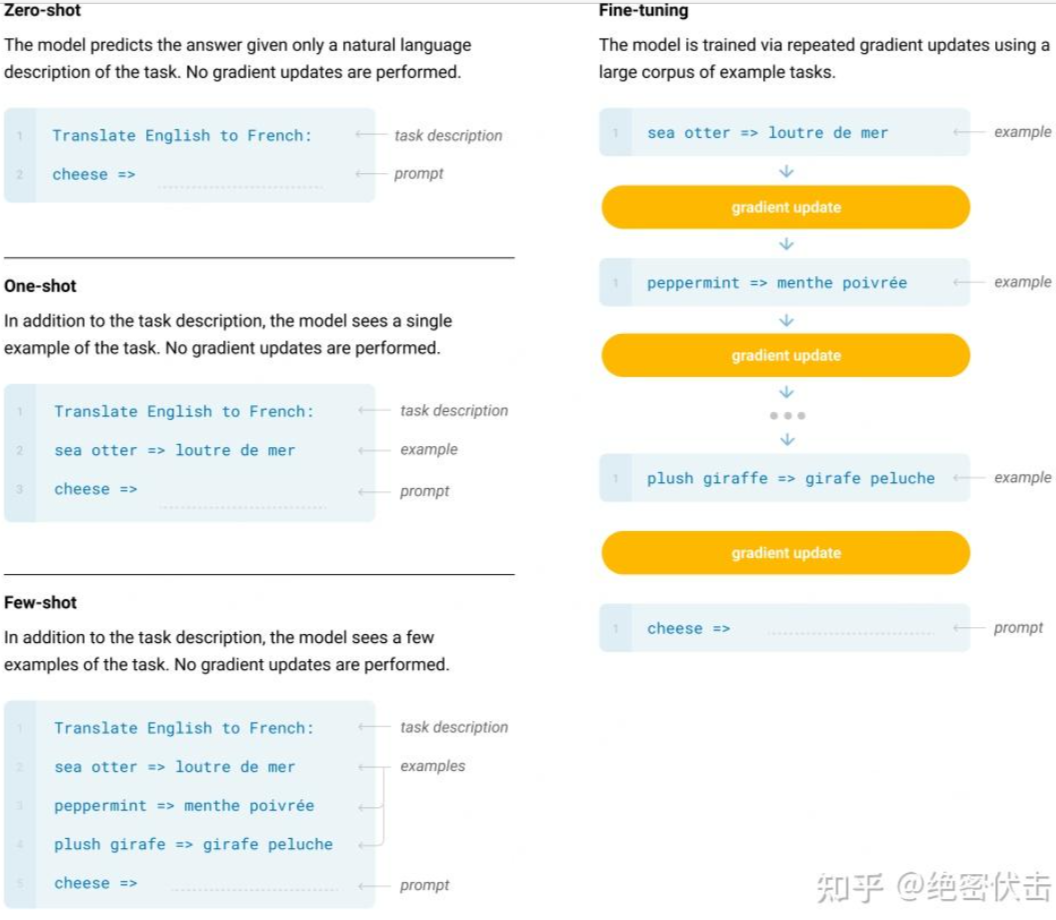 Zero-shot
The model predicts the answer given only a natural language
description of the task. No gradient updates are performed.
1 Translate English to French: task description
2 cheese => prompt
One-shot
In addition to the task description, the model sees a single
example of the task. No gradient updates are performed.
1 Translate English to French: task description
2 sea otter => loutre de mer example
3 cheese => prompt
Few-shot
In addition to the task description, the model sees a few
examples of the task. No gradient updates are performed.
1 Translate English to French: task description
2 sea otter => loutre de mer examples
3 peppermint => menthe poivrée
4 plush girafe => girafe peluche
5 cheese => prompt
Fine-tuning
The model is trained via repeated gradient updates using a
large corpus of example tasks.
1 sea otter => loutre de mer example
gradient update
1 peppermint => menthe poivrée example
gradient update
1 plush giraffe => girafe peluche example
gradient update
1 cheese => prompt
知乎 @绝密伏击